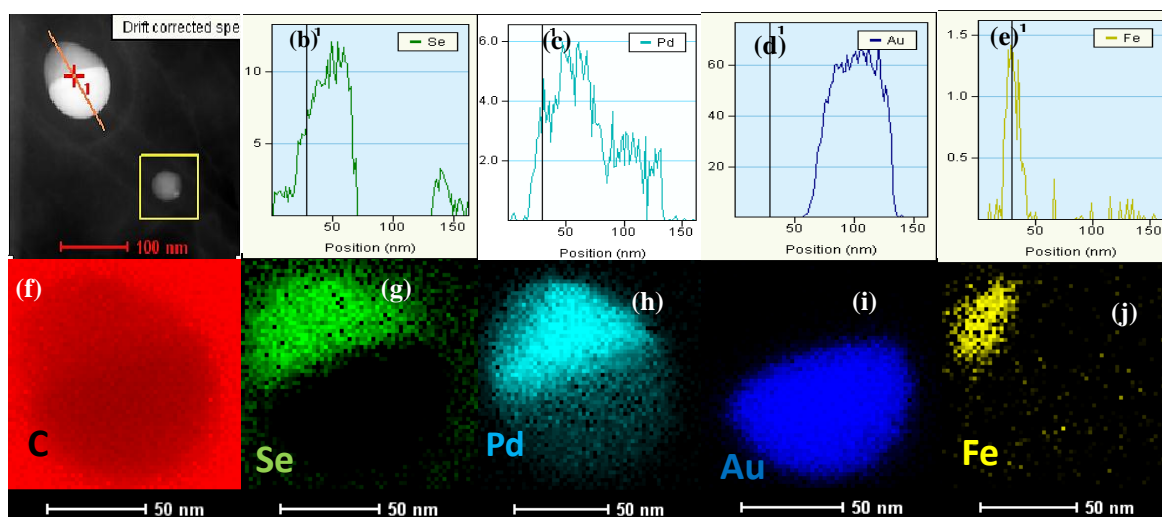 Drift corrected spe
1
100 nm
(b) 1
Se
10
5
50 100 150
Position (nm)
(c) 1
Pd
6.0
4.0
2.0
50 100 150
Position (nm)
(d) 1
Au
60
40
20
50 100 150
Position (nm)
(e) 1
Fe
1.5
1.0
0.5
50 100 150
Position (nm)
(f)
C
50 nm
(g)
Se
50 nm
(h)
Pd
50 nm
(i)
Au
50 nm
(j)
Fe
50 nm